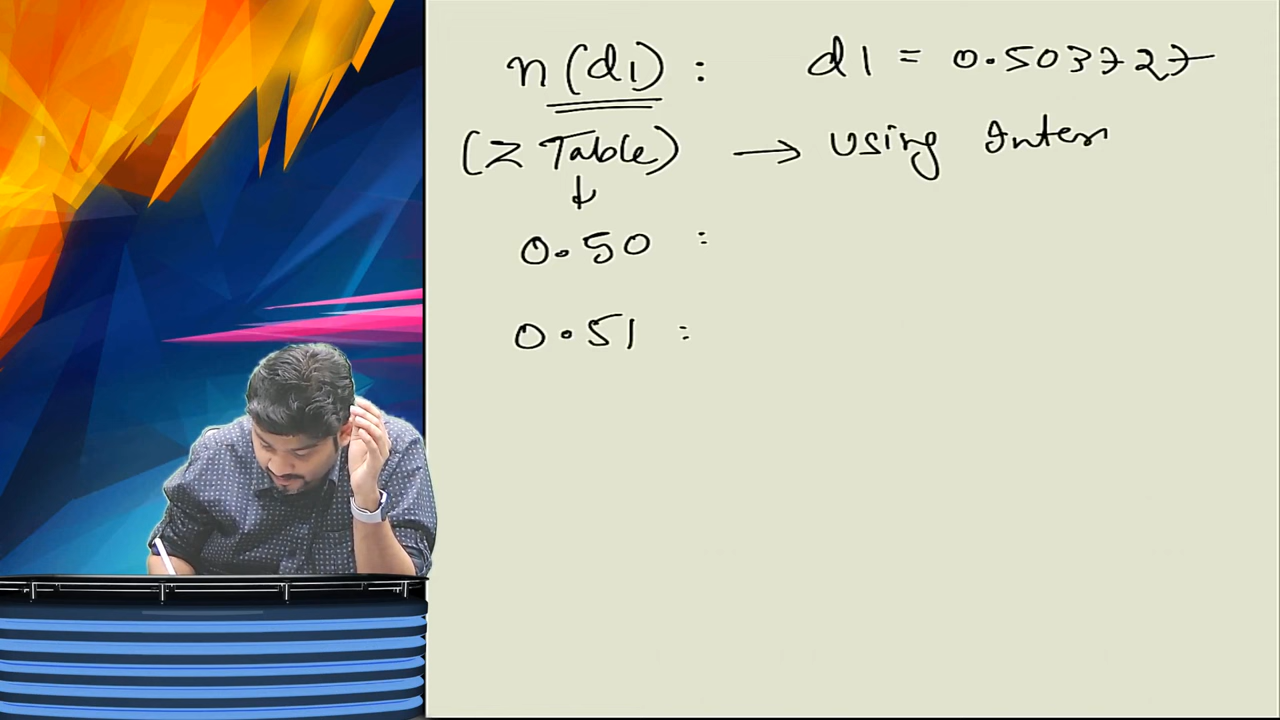 n(d1) : d1 = 0.503727
(Z Table) → using Inter
↓
0.50 :
0.51 :